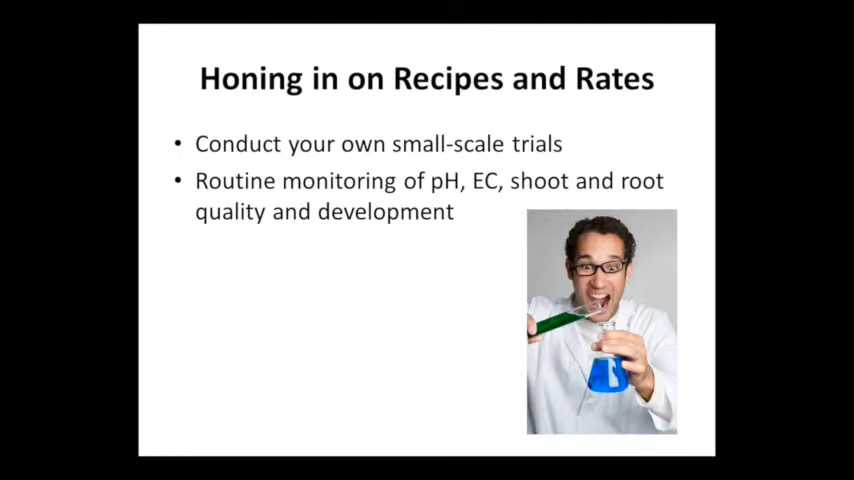 Honing in on Recipes and Rates
• Conduct your own small-scale trials
• Routine monitoring of pH, EC, shoot and root
quality and development